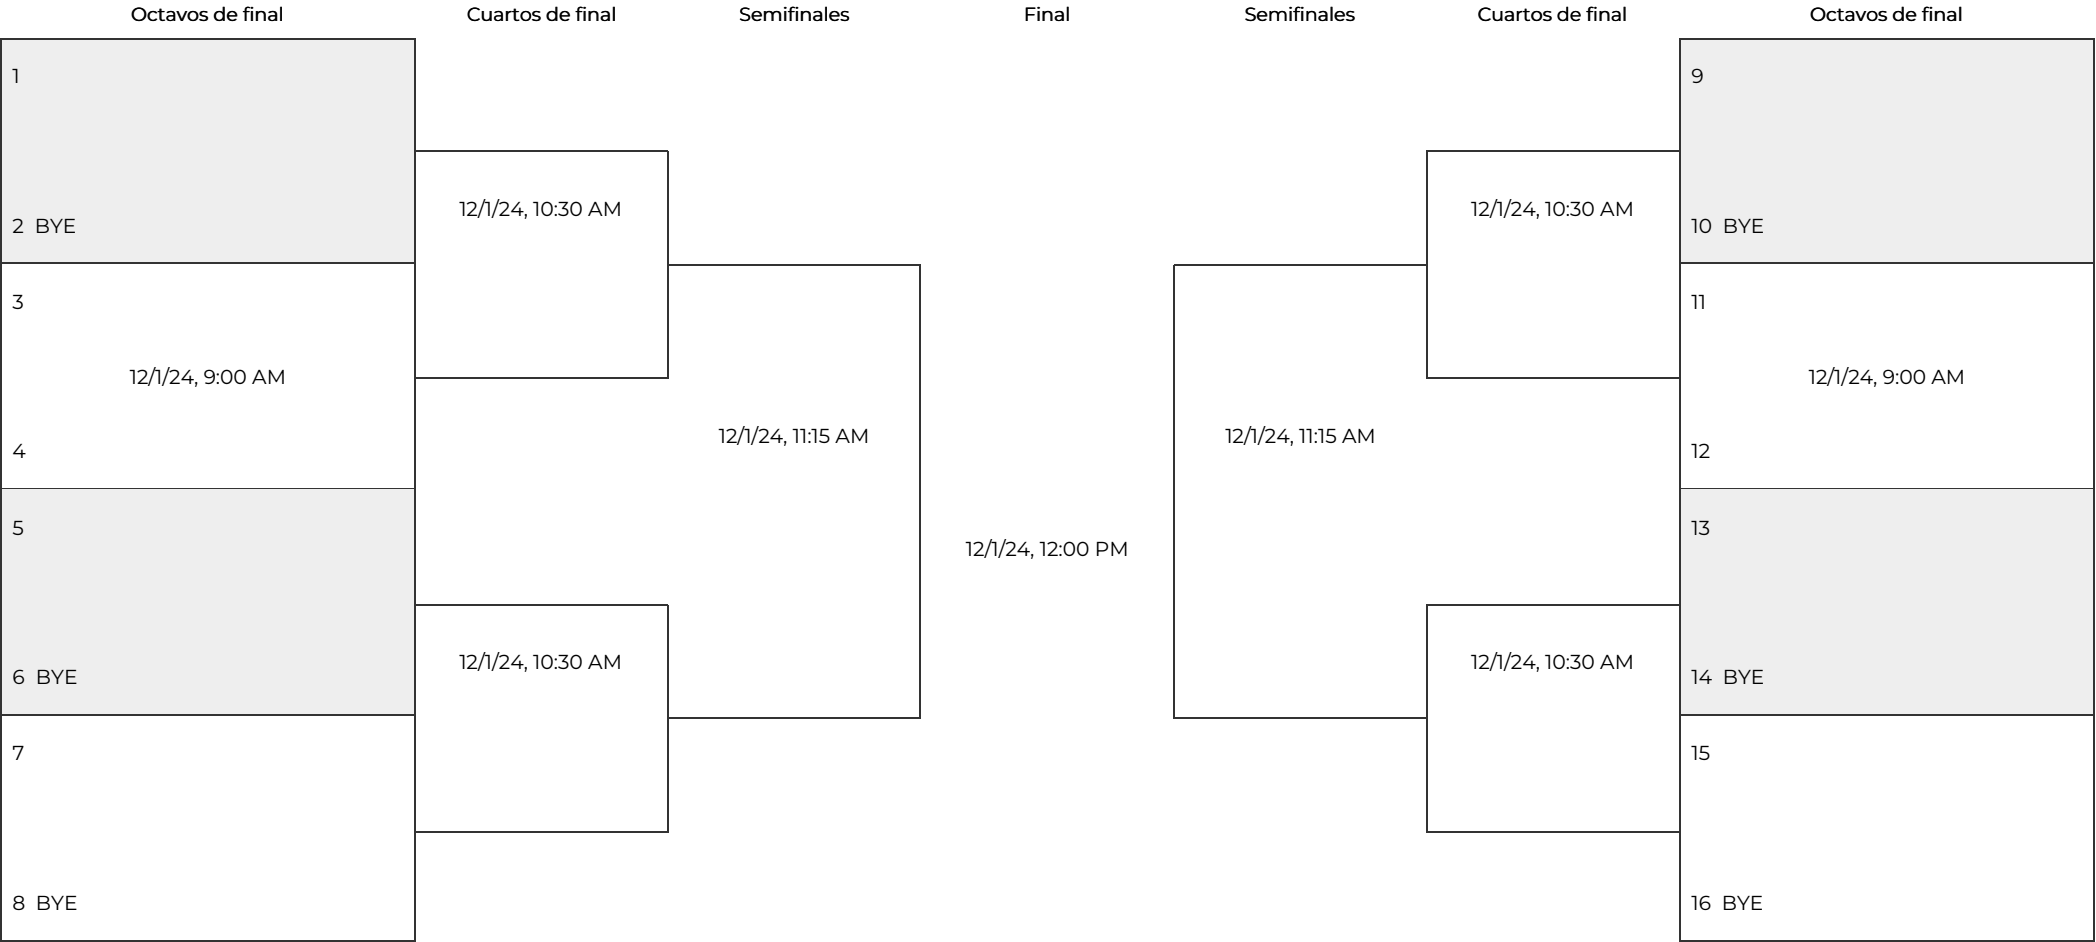 Octavos de final
Cuartos de final
Semifinales
Final
Semifinales
Cuartos de final
Octavos de final
1
2 BYE
3
12/1/24, 9:00 AM
4
5
6 BYE
7
8 BYE
12/1/24, 10:30 AM
12/1/24, 10:30 AM
12/1/24, 11:15 AM
12/1/24, 12:00 PM
12/1/24, 11:15 AM
12/1/24, 10:30 AM
12/1/24, 10:30 AM
9
10 BYE
11
12/1/24, 9:00 AM
12
13
14 BYE
15
16 BYE